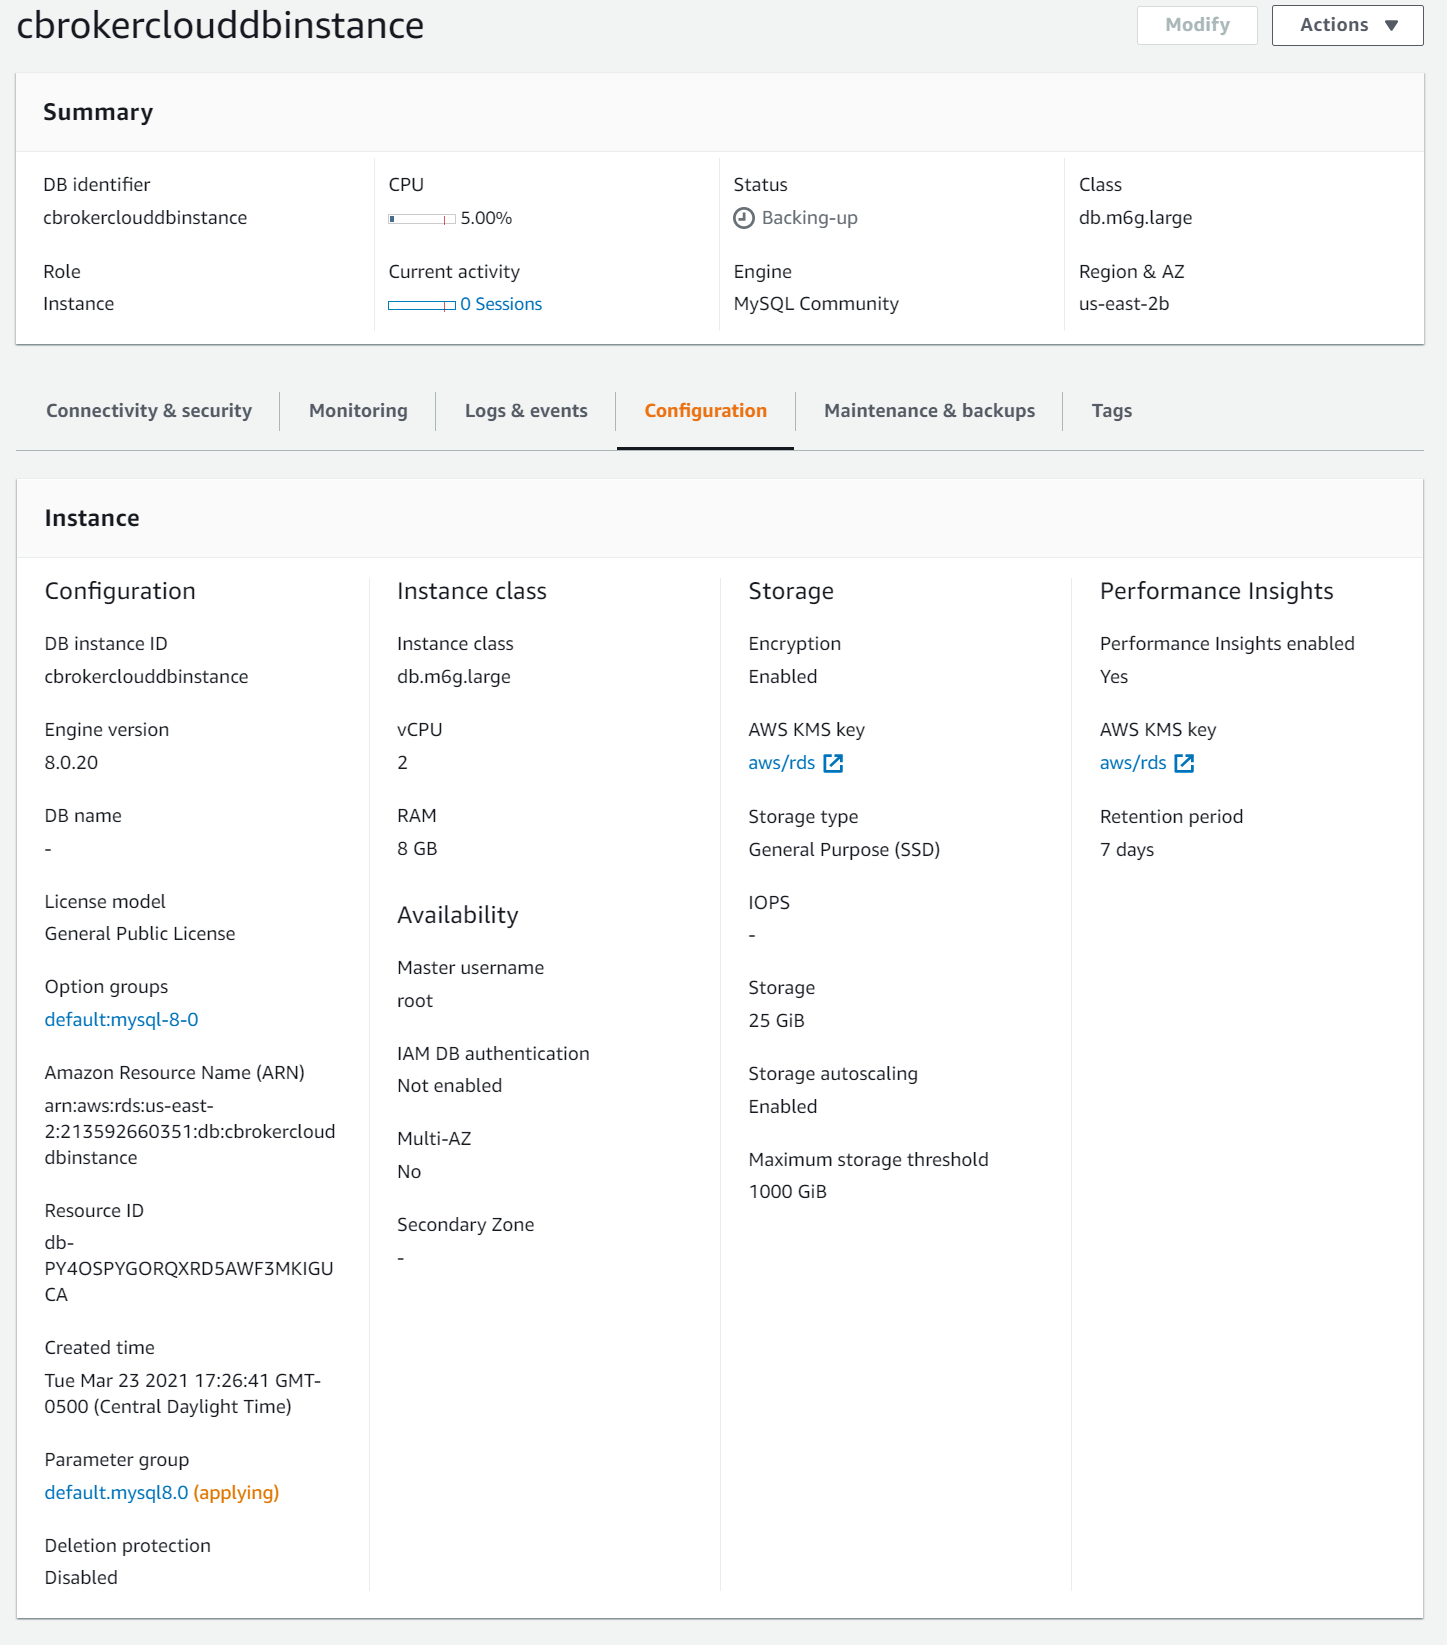 cbrokerclouddbinstance
Modify
Actions
Summary
DB identifier
cbrokerclouddbinstance
Role
Instance
CPU
5.00%
Current activity
0 Sessions
Status
Backing-up
Engine
MySQL Community
Class
db.m6g.large
Region & AZ
us-east-2b
Connectivity & security
Monitoring
Logs & events
Configuration
Maintenance & backups
Tags
Instance
Configuration
DB instance ID
cbrokerclouddbinstance
Engine version
8.0.20
DB name
-
License model
General Public License
Option groups
default:mysql-8-0
Amazon Resource Name (ARN)
arn:aws:rds:us-east-
2:213592660351:db:cbrokercloud
dbinstance
Resource ID
db-
PY4OSPYGORQXRD5AWF3MKIGU
CA
Created time
Tue Mar 23 2021 17:26:41 GMT-
0500 (Central Daylight Time)
Parameter group
default.mysql8.0 (applying)
Deletion protection
Disabled
Instance class
Instance class
db.m6g.large
vCPU
2
RAM
8 GB
Availability
Master username
root
IAM DB authentication
Not enabled
Multi-AZ
No
Secondary Zone
-
Storage
Encryption
Enabled
AWS KMS key
aws/rds
Storage type
General Purpose (SSD)
IOPS
-
Storage
25 GiB
Storage autoscaling
Enabled
Maximum storage threshold
1000 GiB
Performance Insights
Performance Insights enabled
Yes
AWS KMS key
aws/rds
Retention period
7 days